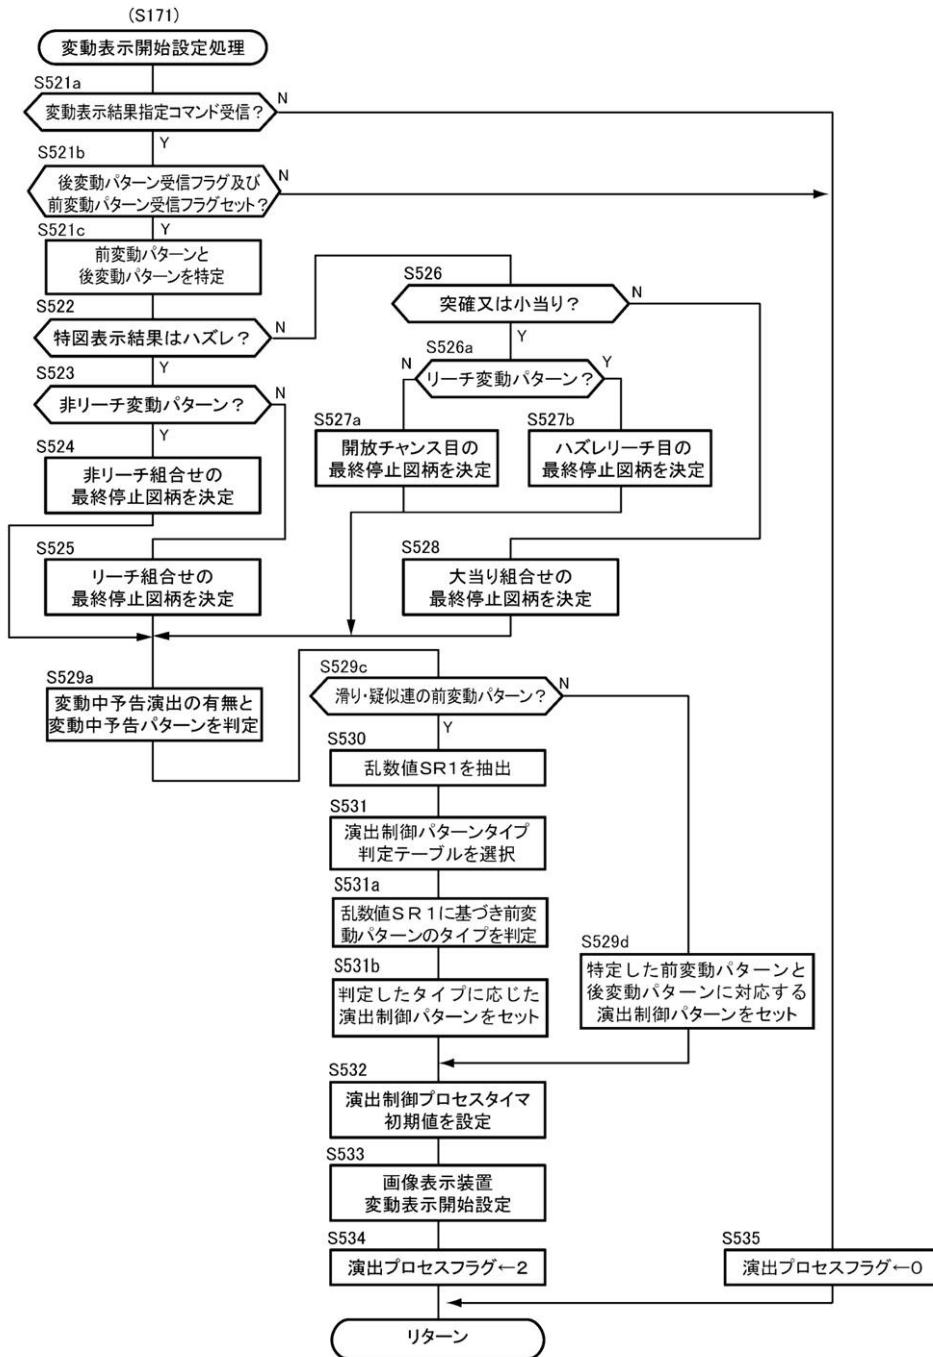 (S171)
変動表示開始設定処理
S521a
変動表示結果指定コマンド受信？
N
Y
S521b
後変動パターン受信フラグ及び
前変動パターン受信フラグセット？
N
Y
S521c
前変動パターンと
後変動パターンを特定
S522
特図表示結果はハズレ？
N
Y
S523
非リーチ変動パターン？
N
Y
S524
非リーチ組合せの
最終停止図柄を決定
S525
リーチ組合せの
最終停止図柄を決定
S526
突確又は小当り？
N
Y
S526a
リーチ変動パターン？
N
Y
S527a
開放チャンス目の
最終停止図柄を決定
S527b
ハズレリーチ目の
最終停止図柄を決定
S528
大当り組合せの
最終停止図柄を決定
S529a
変動中予告演出の有無と
変動中予告パターンを判定
S529c
滑り・疑似連の前変動パターン？
N
Y
S530
乱数値SR1を抽出
S531
演出制御パターンタイプ
判定テーブルを選択
S531a
乱数値ＳＲ１に基づき前変
動パターンのタイプを判定
S531b
判定したタイプに応じた
演出制御パターンをセット
S529d
特定した前変動パターンと
後変動パターンに対応する
演出制御パターンをセット
S532
演出制御プロセスタイマ
初期値を設定
S533
画像表示装置
変動表示開始設定
S534
演出プロセスフラグ←2
S535
演出プロセスフラグ←0
リターン